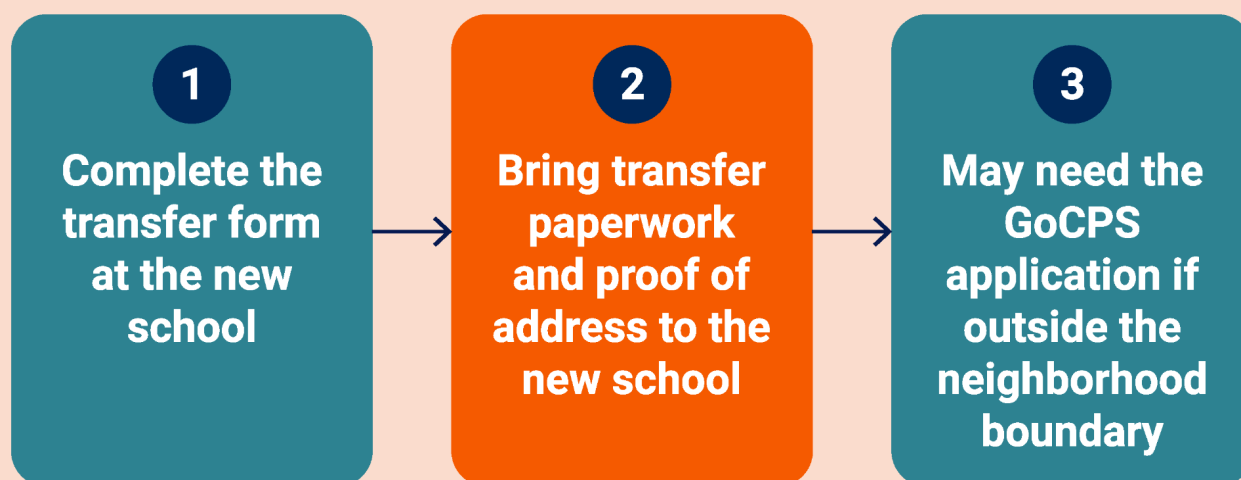 1
Complete the
transfer form
at the new
school
2
Bring transfer
paperwork
and proof of
address to the
new school
3
May need the
GoCPS
application if
outside the
neighborhood
boundary